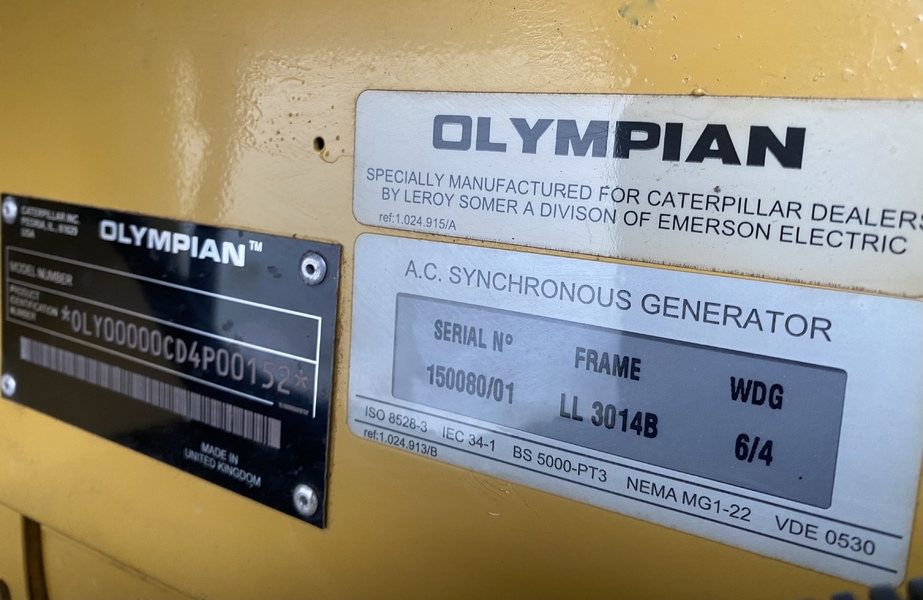 CATERPILLAR INC.
PEORIA, IL, 61629
USA
OLYMPIAN™
MODEL NUMBER
PRODUCT
IDENTIFICATION
NUMBER
*OLY00000CD4P00152*
MADE IN
UNITED KINGDOM
OLYMPIAN
SPECIALLY MANUFACTURED FOR CATERPILLAR DEALERS
BY LEROY SOMER A DIVISON OF EMERSON ELECTRIC
ref:1.024.915/A
A.C. SYNCHRONOUS GENERATOR
SERIAL Nº FRAME WDG
150080/01 LL 3014B 6/4
ISO 8528-3 IEC 34-1 BS 5000-PT3 NEMA MG1-22 VDE 0530
ref:1.024.913/B